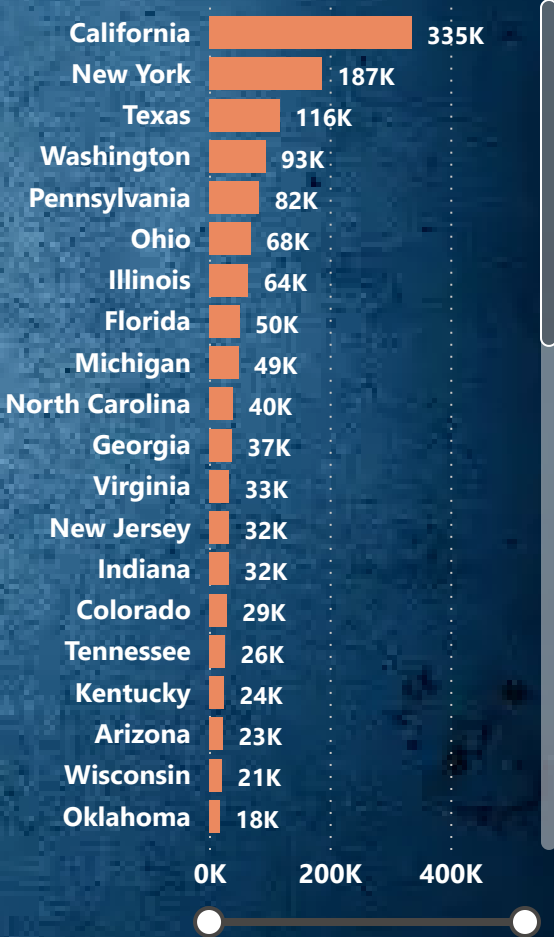 California 335K
New York 187K
Texas 116K
Washington 93K
Pennsylvania 82K
Ohio 68K
Illinois 64K
Florida 50K
Michigan 49K
North Carolina 40K
Georgia 37K
Virginia 33K
New Jersey 32K
Indiana 32K
Colorado 29K
Tennessee 26K
Kentucky 24K
Arizona 23K
Wisconsin 21K
Oklahoma 18K
0K 200K 400K